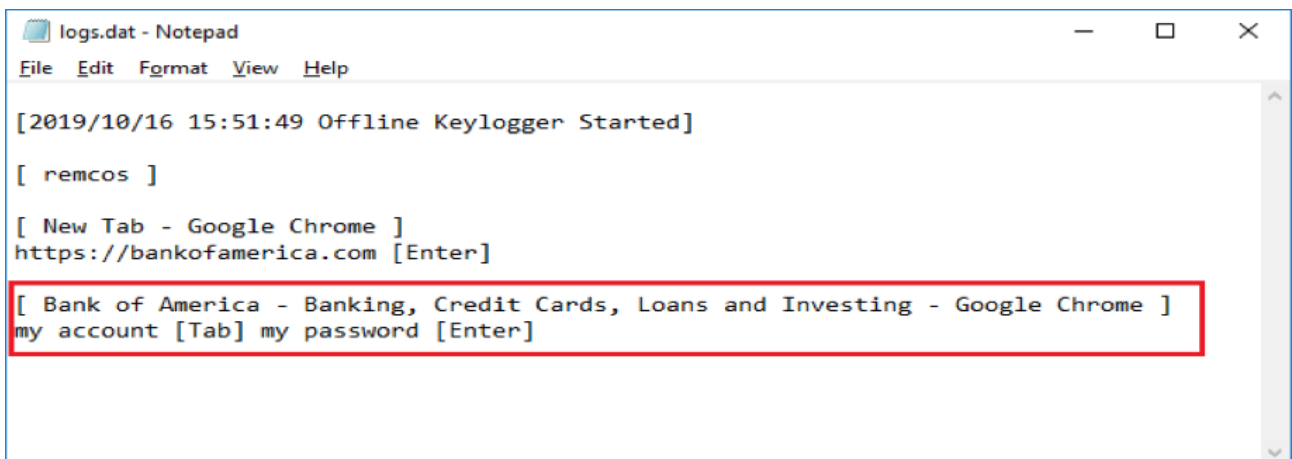 logs.dat - Notepad
File Edit Format View Help
[2019/10/16 15:51:49 Offline Keylogger Started]
[ remcos ]
[ New Tab - Google Chrome ]
https://bankofamerica.com [Enter]
[ Bank of America - Banking, Credit Cards, Loans and Investing - Google Chrome ]
my account [Tab] my password [Enter]